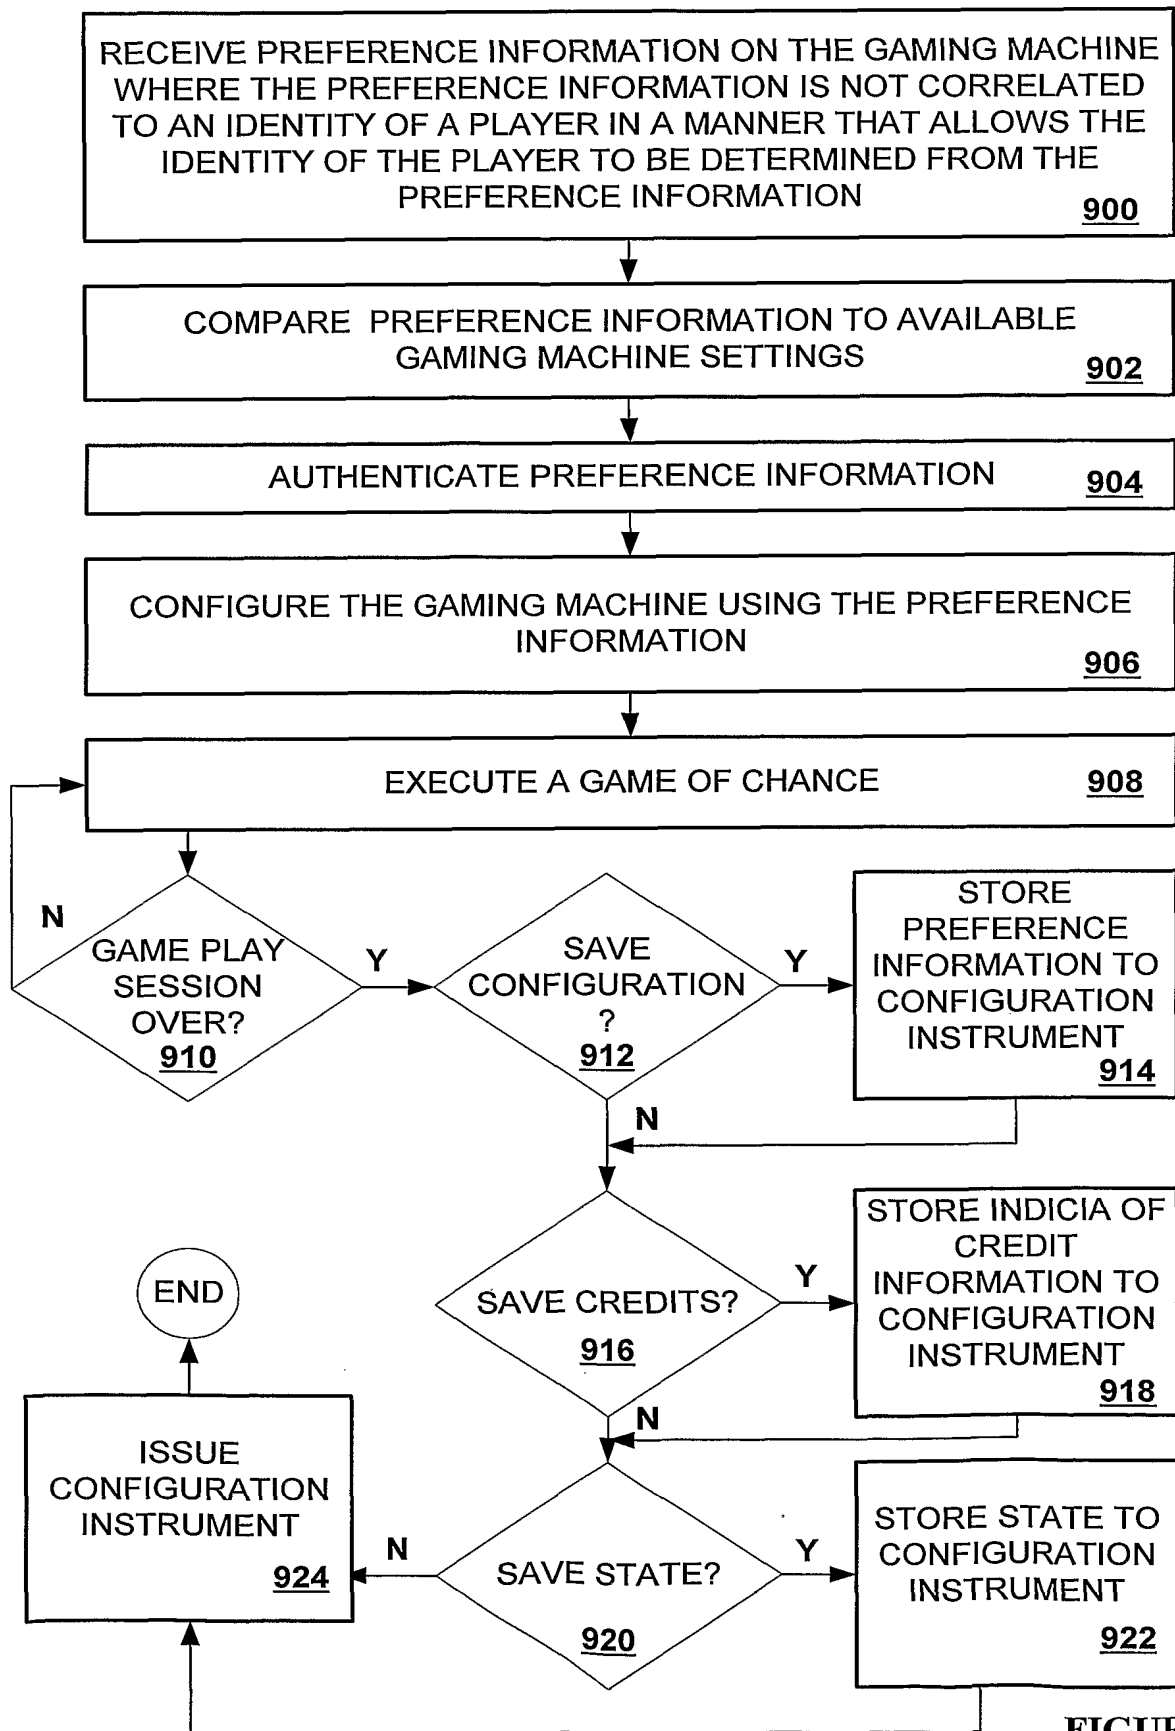 RECEIVE PREFERENCE INFORMATION ON THE GAMING MACHINE
WHERE THE PREFERENCE INFORMATION IS NOT CORRELATED
TO AN IDENTITY OF A PLAYER IN A MANNER THAT ALLOWS THE
IDENTITY OF THE PLAYER TO BE DETERMINED FROM THE
PREFERENCE INFORMATION
900
COMPARE PREFERENCE INFORMATION TO AVAILABLE
GAMING MACHINE SETTINGS
902
AUTHENTICATE PREFERENCE INFORMATION
904
CONFIGURE THE GAMING MACHINE USING THE PREFERENCE
INFORMATION
906
EXECUTE A GAME OF CHANCE
908
N
GAME PLAY
SESSION
OVER?
910
Y
SAVE
CONFIGURATION
?
912
Y
STORE
PREFERENCE
INFORMATION TO
CONFIGURATION
INSTRUMENT
914
N
SAVE CREDITS?
916
Y
STORE INDICIA OF
CREDIT
INFORMATION TO
CONFIGURATION
INSTRUMENT
918
N
SAVE STATE?
920
Y
STORE STATE TO
CONFIGURATION
INSTRUMENT
922
N
ISSUE
CONFIGURATION
INSTRUMENT
924
END